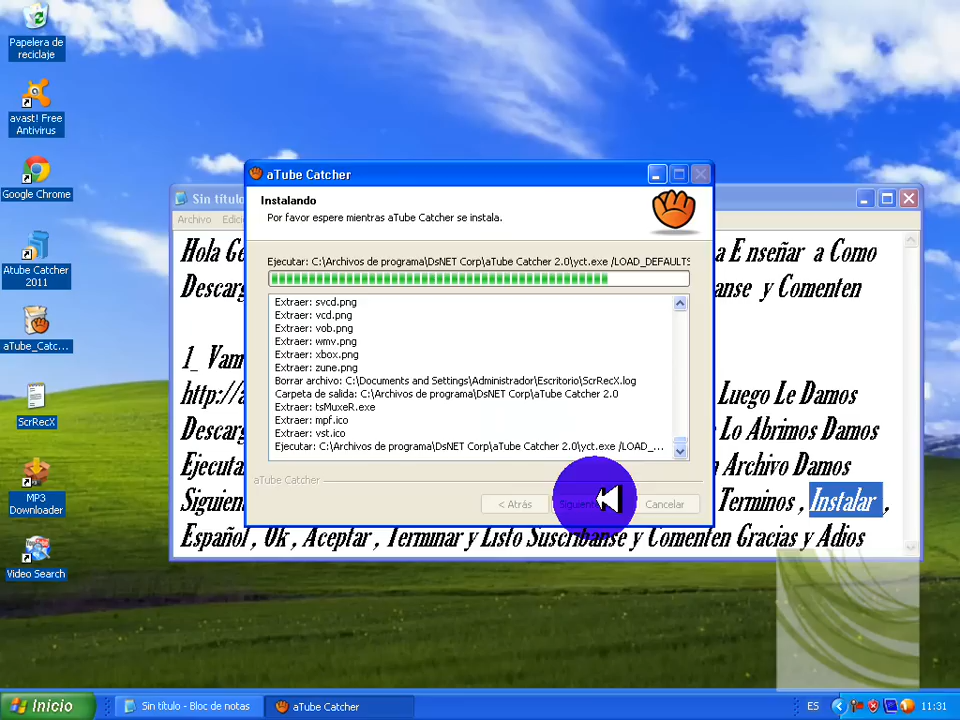 Papelera de
reciclaje
avast! Free
Antivirus
Google Chrome
Atube Catcher
2011
aTube_Catc...
ScrRecX
MP3
Downloader
Video Search
Sin título
Archivo
aTube Catcher
Instalando
Por favor espere mientras aTube Catcher se instala.
Ejecutar: C:\Archivos de programa\DsNET Corp\aTube Catcher 2.0\yct.exe /LOAD_DEFAULTS
Extraer: svcd.png
Extraer: vcd.png
Extraer: vob.png
Extraer: wmv.png
Extraer: xbox.png
Extraer: zune.png
Borrar archivo: C:\Documents and Settings\Administrador\Escritorio\ScrRecX.log
Carpeta de salida: C:\Archivos de programa\DsNET Corp\aTube Catcher 2.0
Extraer: tsMuxeR.exe
Extraer: mpf.ico
Extraer: vst.ico
Ejecutar: C:\Archivos de programa\DsNET Corp\aTube Catcher 2.0\yct.exe /LOAD_...
aTube Catcher
< Atrás
Cancelar
Hola a Enseñar a Como
Descarg y Comenten
1_ Vam
http:// Luego Le Damos
Descarg Lo Abrimos Damos
Ejecuta Archivo Damos
Siguien Terminos , Instalar ,
Español , Ok , Aceptar , Terminar y Listo Suscribanse y Comenten Gracias y Adios
Inicio
Sin título - Bloc de notas
aTube Catcher
ES
11:31